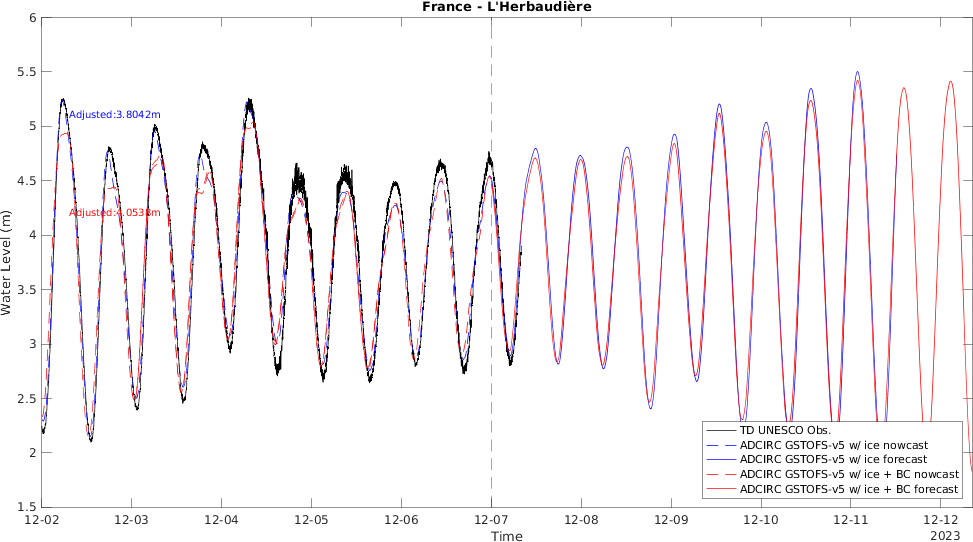 France - L'Herbaudière
6
5.5
5
4.5
4
3.5
3
2.5
2
1.5
Water Level (m)
Adjusted:3.8042m
Adjusted:4.0538m
TD UNESCO Obs.
ADCIRC GSTOFS-v5 w/ ice nowcast
ADCIRC GSTOFS-v5 w/ ice forecast
ADCIRC GSTOFS-v5 w/ ice + BC nowcast
ADCIRC GSTOFS-v5 w/ ice + BC forecast
12-02 12-03 12-04 12-05 12-06 12-07 12-08 12-09 12-10 12-11 12-12
2023
Time